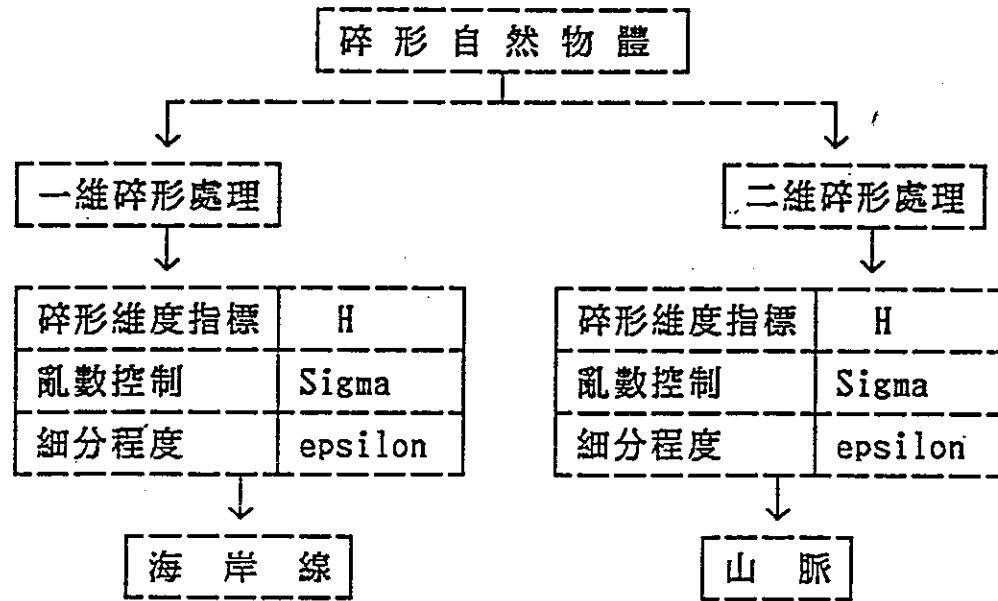 碎形自然物體
一維碎形處理
二維碎形處理
碎形維度指標 H
亂數控制 Sigma
細分程度 epsilon
碎形維度指標 H
亂數控制 Sigma
細分程度 epsilon
海岸線
山脈